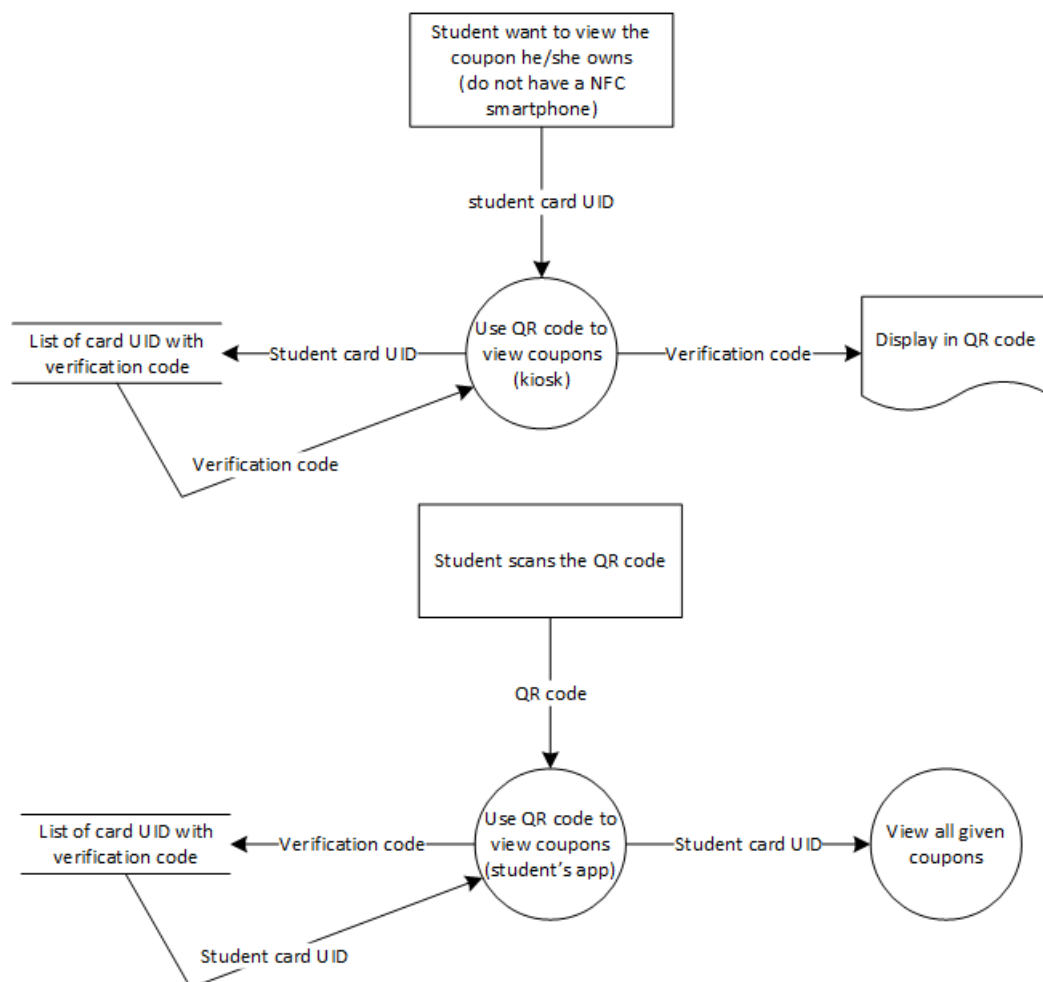 Student want to view the
coupon he/she owns
(do not have a NFC
smartphone)
student card UID
List of card UID with
verification code
Student card UID
Use QR code to
view coupons
(kiosk)
Verification code
Display in QR code
Verification code
Student scans the QR code
QR code
List of card UID with
verification code
Verification code
Use QR code to
view coupons
(student's app)
Student card UID
View all given
coupons
Student card UID